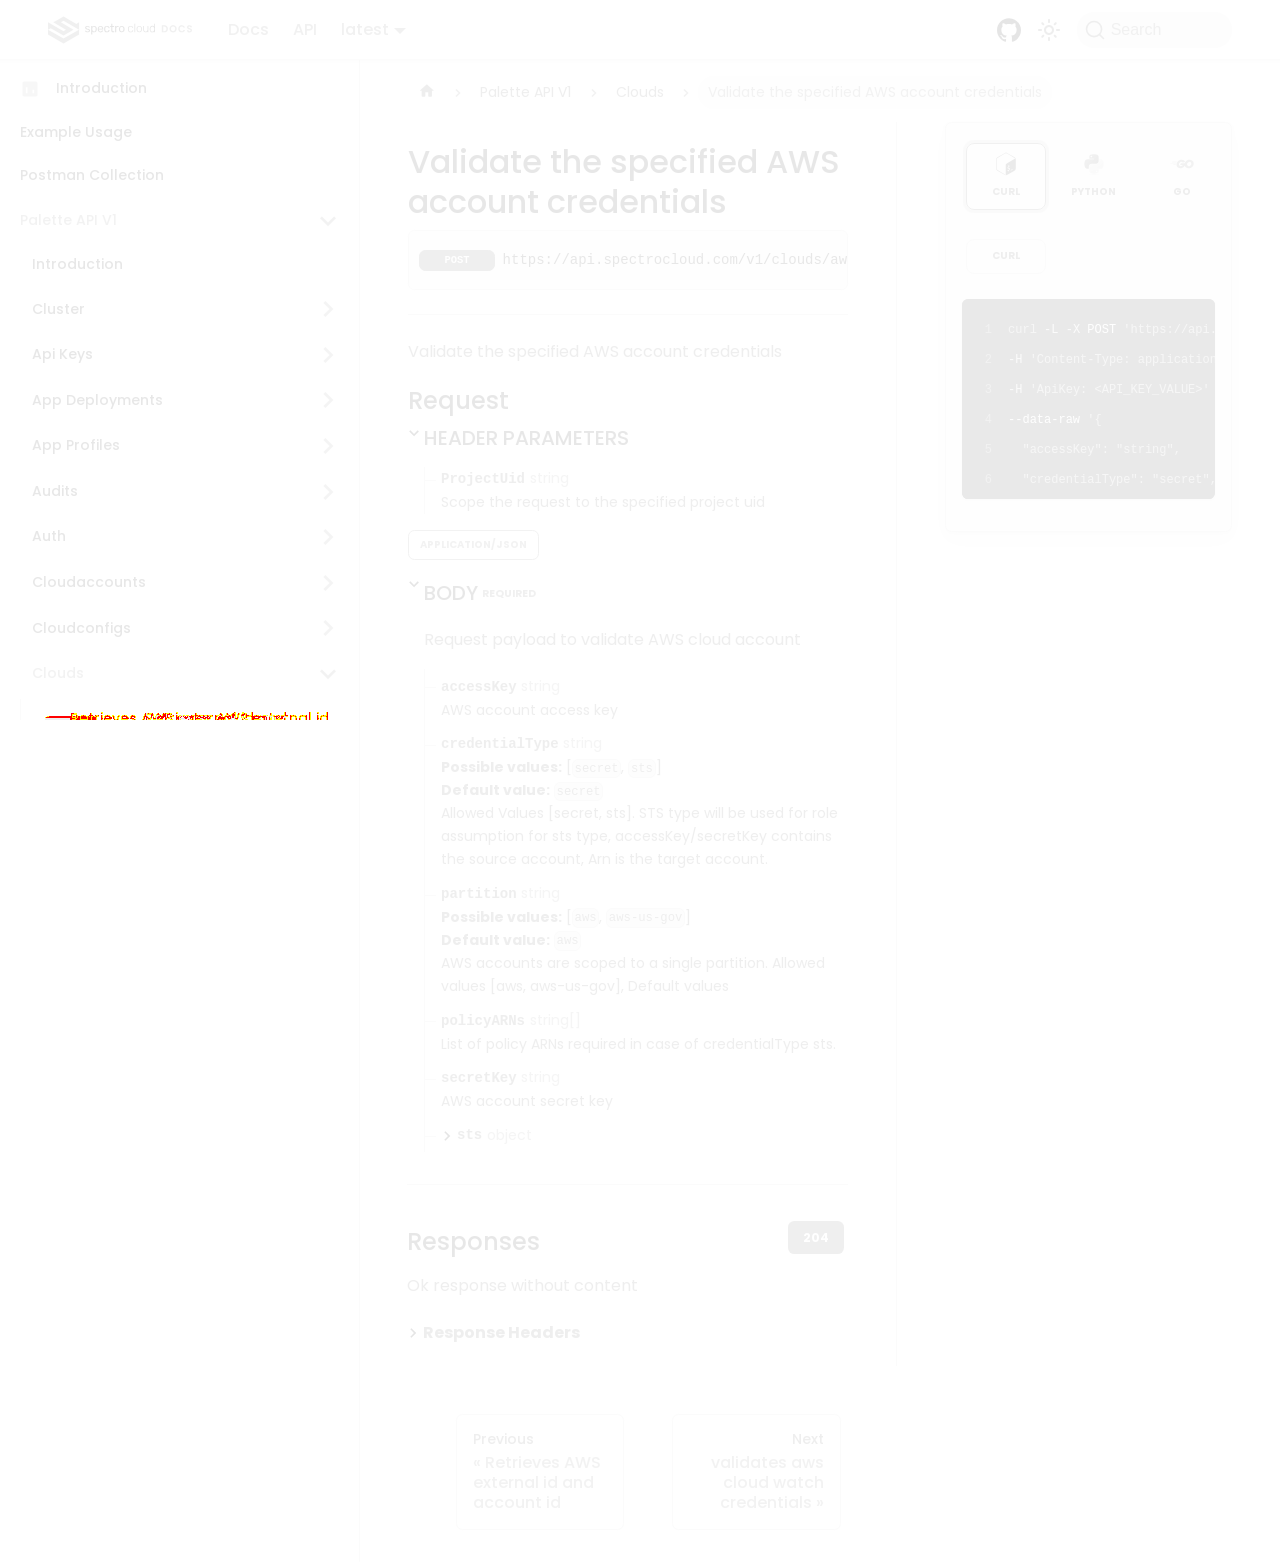 spectro cloud DOCS
Docs
API
latest
Search
Introduction
Example Usage
Postman Collection
Palette API V1
Introduction
Cluster
Api Keys
App Deployments
App Profiles
Audits
Auth
Cloudaccounts
Cloudconfigs
Clouds
Palette API V1
Clouds
Validate the specified AWS account credentials
Validate the specified AWS
account credentials
POST
https://api.spectrocloud.com/v1/clouds/aw
Validate the specified AWS account credentials
Request
HEADER PARAMETERS
ProjectUid string
Scope the request to the specified project uid
APPLICATION/JSON
BODY REQUIRED
Request payload to validate AWS cloud account
accessKey string
AWS account access key
credentialType string
Possible values: [secret, sts]
Default value: secret
Allowed Values [secret, sts]. STS type will be used for role
assumption for sts type, accessKey/secretKey contains
the source account, Arn is the target account.
partition string
Possible values: [aws, aws-us-gov]
Default value: aws
AWS accounts are scoped to a single partition. Allowed
values [aws, aws-us-gov], Default values
policyARNs string[]
List of policy ARNs required in case of credentialType sts
secretKey string
AWS account secret key
sts object
Responses
204
Ok response without content
Response Headers
Previous
« Retrieves AWS
external id and
account id
Next
validates aws
cloud watch
credentials »
CURL
PYTHON
GO
CURL
1 curl -L -X POST 'https://api.
2 -H 'Content-Type: application
3 -H 'ApiKey: <API_KEY_VALUE>'
4 --data-raw '{
5 "accessKey": "string",
6 "credentialType": "secret",